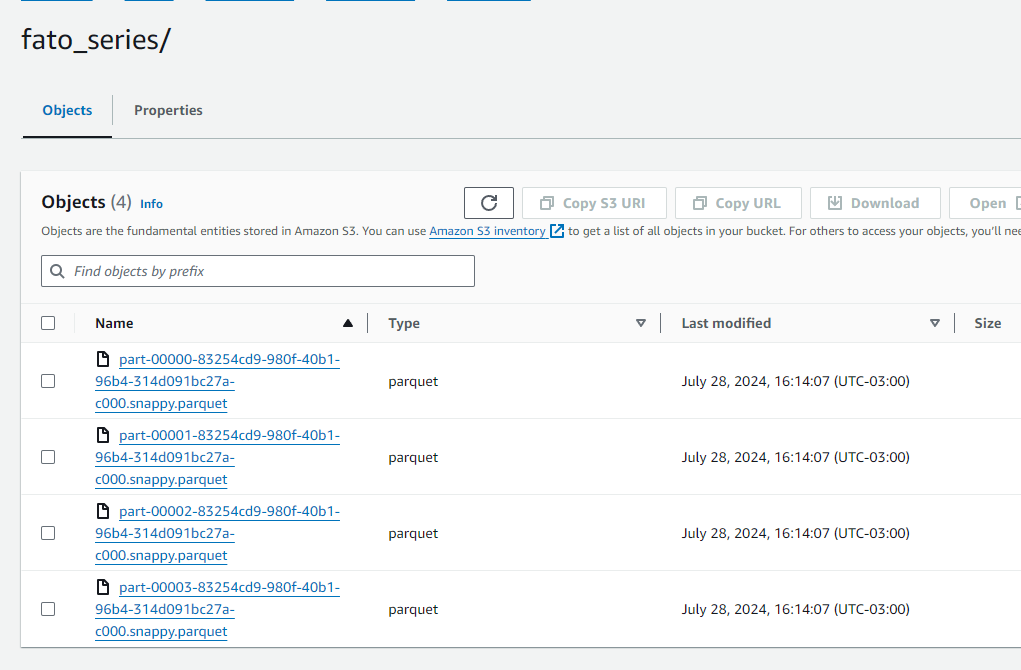 fato_series/
Objects
Properties
Objects (4) Info
Copy S3 URI
Copy URL
Download
Open
Objects are the fundamental entities stored in Amazon S3. You can use Amazon S3 inventory to get a list of all objects in your bucket. For others to access your objects, you'll
Find objects by prefix
Name Type Last modified Size
part-00000-83254cd9-980f-40b1-
96b4-314d091bc27a- parquet July 28, 2024, 16:14:07 (UTC-03:00)
c000.snappy.parquet
part-00001-83254cd9-980f-40b1-
96b4-314d091bc27a- parquet July 28, 2024, 16:14:07 (UTC-03:00)
c000.snappy.parquet
part-00002-83254cd9-980f-40b1-
96b4-314d091bc27a- parquet July 28, 2024, 16:14:07 (UTC-03:00)
c000.snappy.parquet
part-00003-83254cd9-980f-40b1-
96b4-314d091bc27a- parquet July 28, 2024, 16:14:07 (UTC-03:00)
c000.snappy.parquet